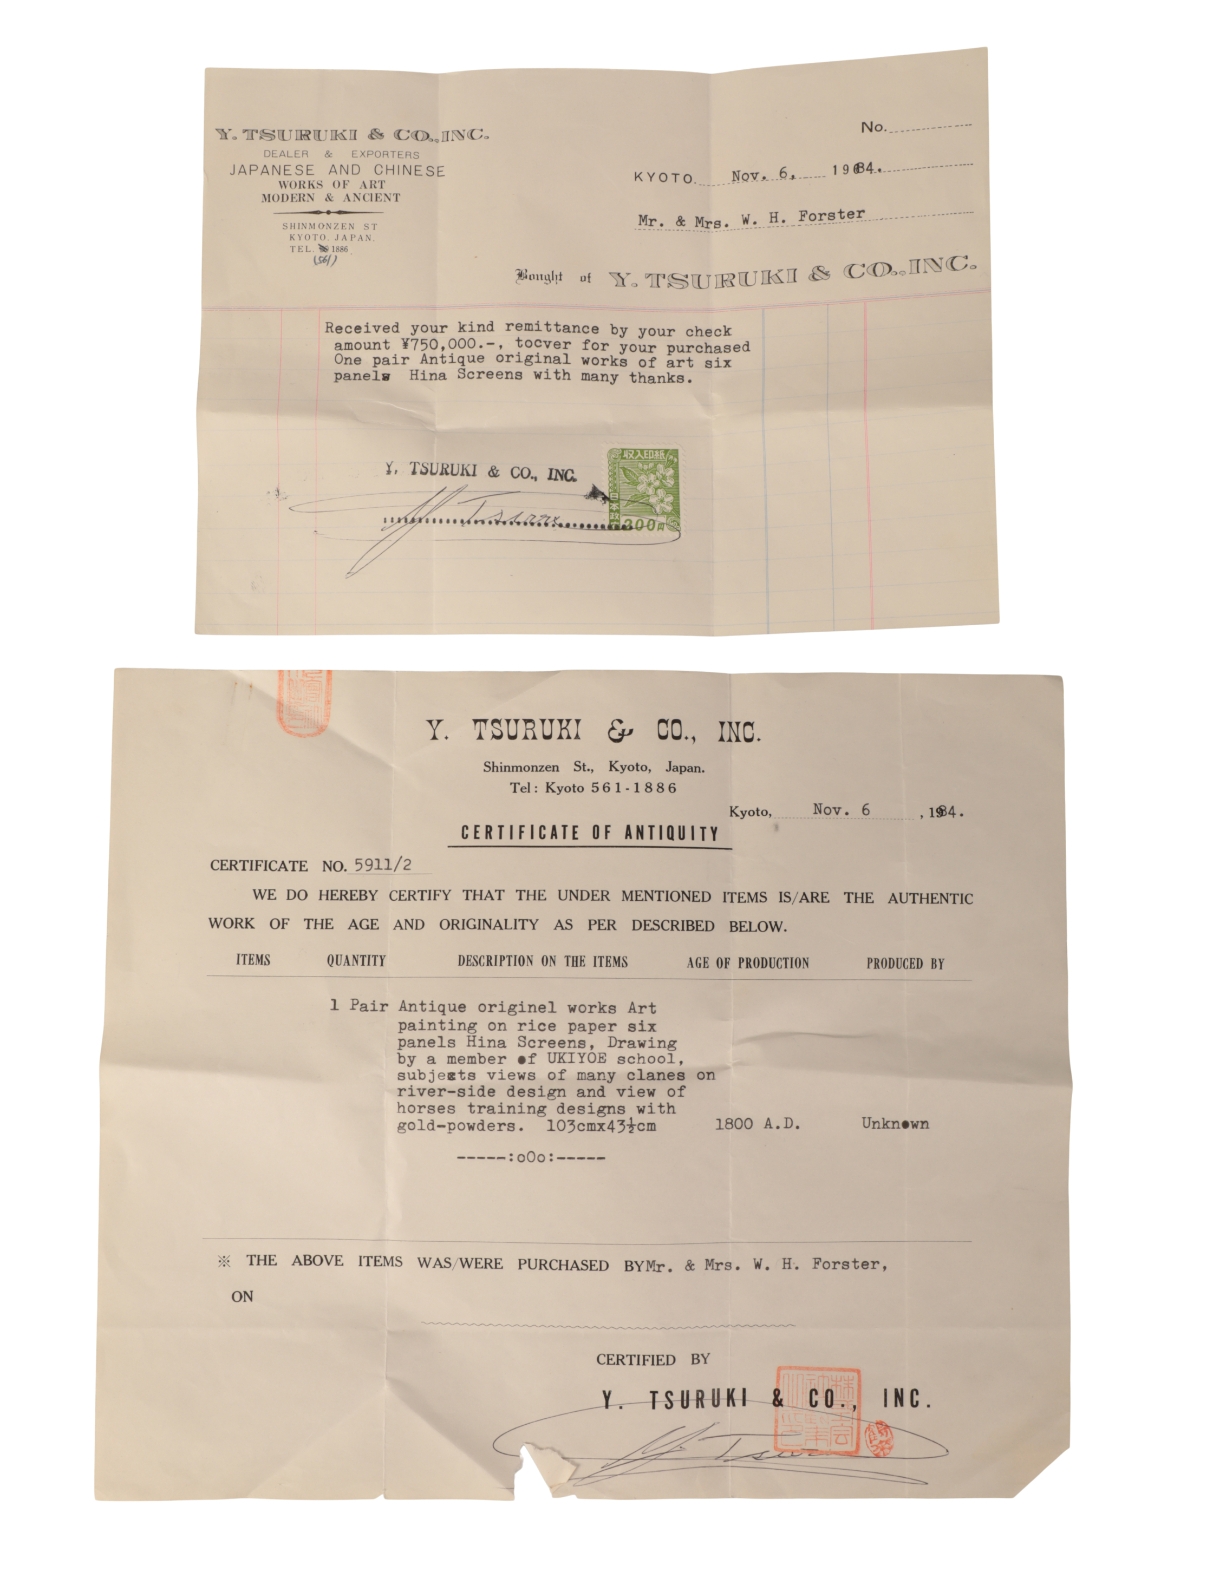 Y. TSURUKI & CO., INC.
DEALER & EXPORTERS
JAPANESE AND CHINESE
WORKS OF ART
MODERN & ANCIENT
SHINMONZEN ST
KYOTO. JAPAN.
TEL. 1886
(561)
No.
KYOTO. Nov. 6, 1984.
Mr. & Mrs. W. H. Forster
Bought of Y. TSURUKI & CO., INC.
Received your kind remittance by your check
amount ¥750,000.-, tocver for your purchased
One pair Antique original works of art six
panels Hina Screens with many thanks.
Y. TSURUKI & CO., INC.
収入印紙
日本政
200円
Y. TSURUKI & CO., INC.
Shinmonzen St., Kyoto, Japan.
Tel: Kyoto 561-1886
Kyoto, Nov. 6, 1984.
CERTIFICATE OF ANTIQUITY
CERTIFICATE NO. 5911/2
WE DO HEREBY CERTIFY THAT THE UNDER MENTIONED ITEMS IS/ARE THE AUTHENTIC
WORK OF THE AGE AND ORIGINALITY AS PER DESCRIBED BELOW.
ITEMS QUANTITY DESCRIPTION ON THE ITEMS AGE OF PRODUCTION PRODUCED BY
1 Pair Antique originel works Art
painting on rice paper six
panels Hina Screens, Drawing
by a member of UKIYOE school,
subjects views of many clanes on
river-side design and view of
horses training designs with
gold-powders. 103cmx43½cm 1800 A.D. Unknown
-----:oOo:-----
※ THE ABOVE ITEMS WAS/WERE PURCHASED BY Mr. & Mrs. W. H. Forster,
ON
CERTIFIED BY
Y. TSURUKI & CO., INC.